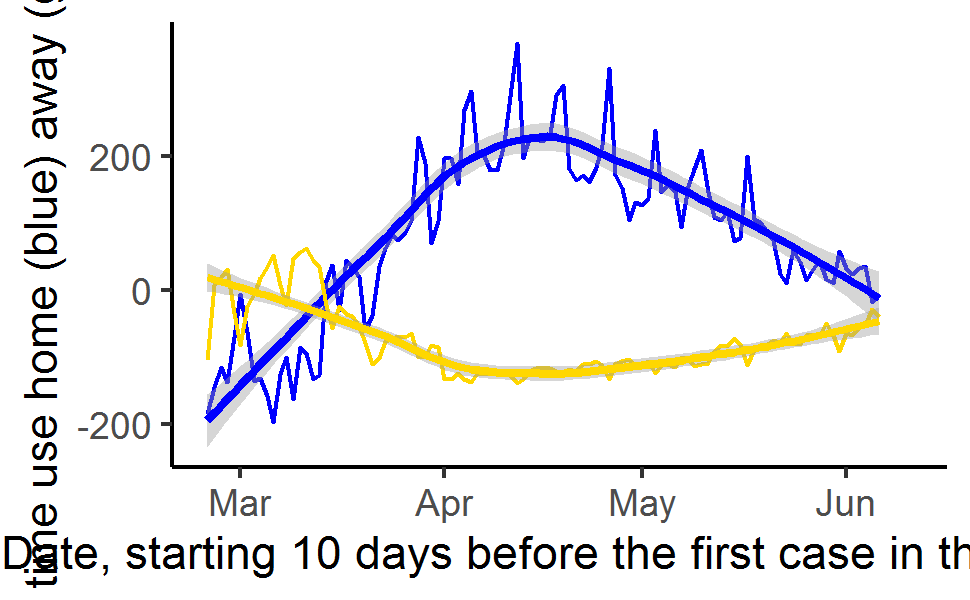 time use home (blue) away (
200
0
-200
Mar Apr May Jun
Date, starting 10 days before the first case in th